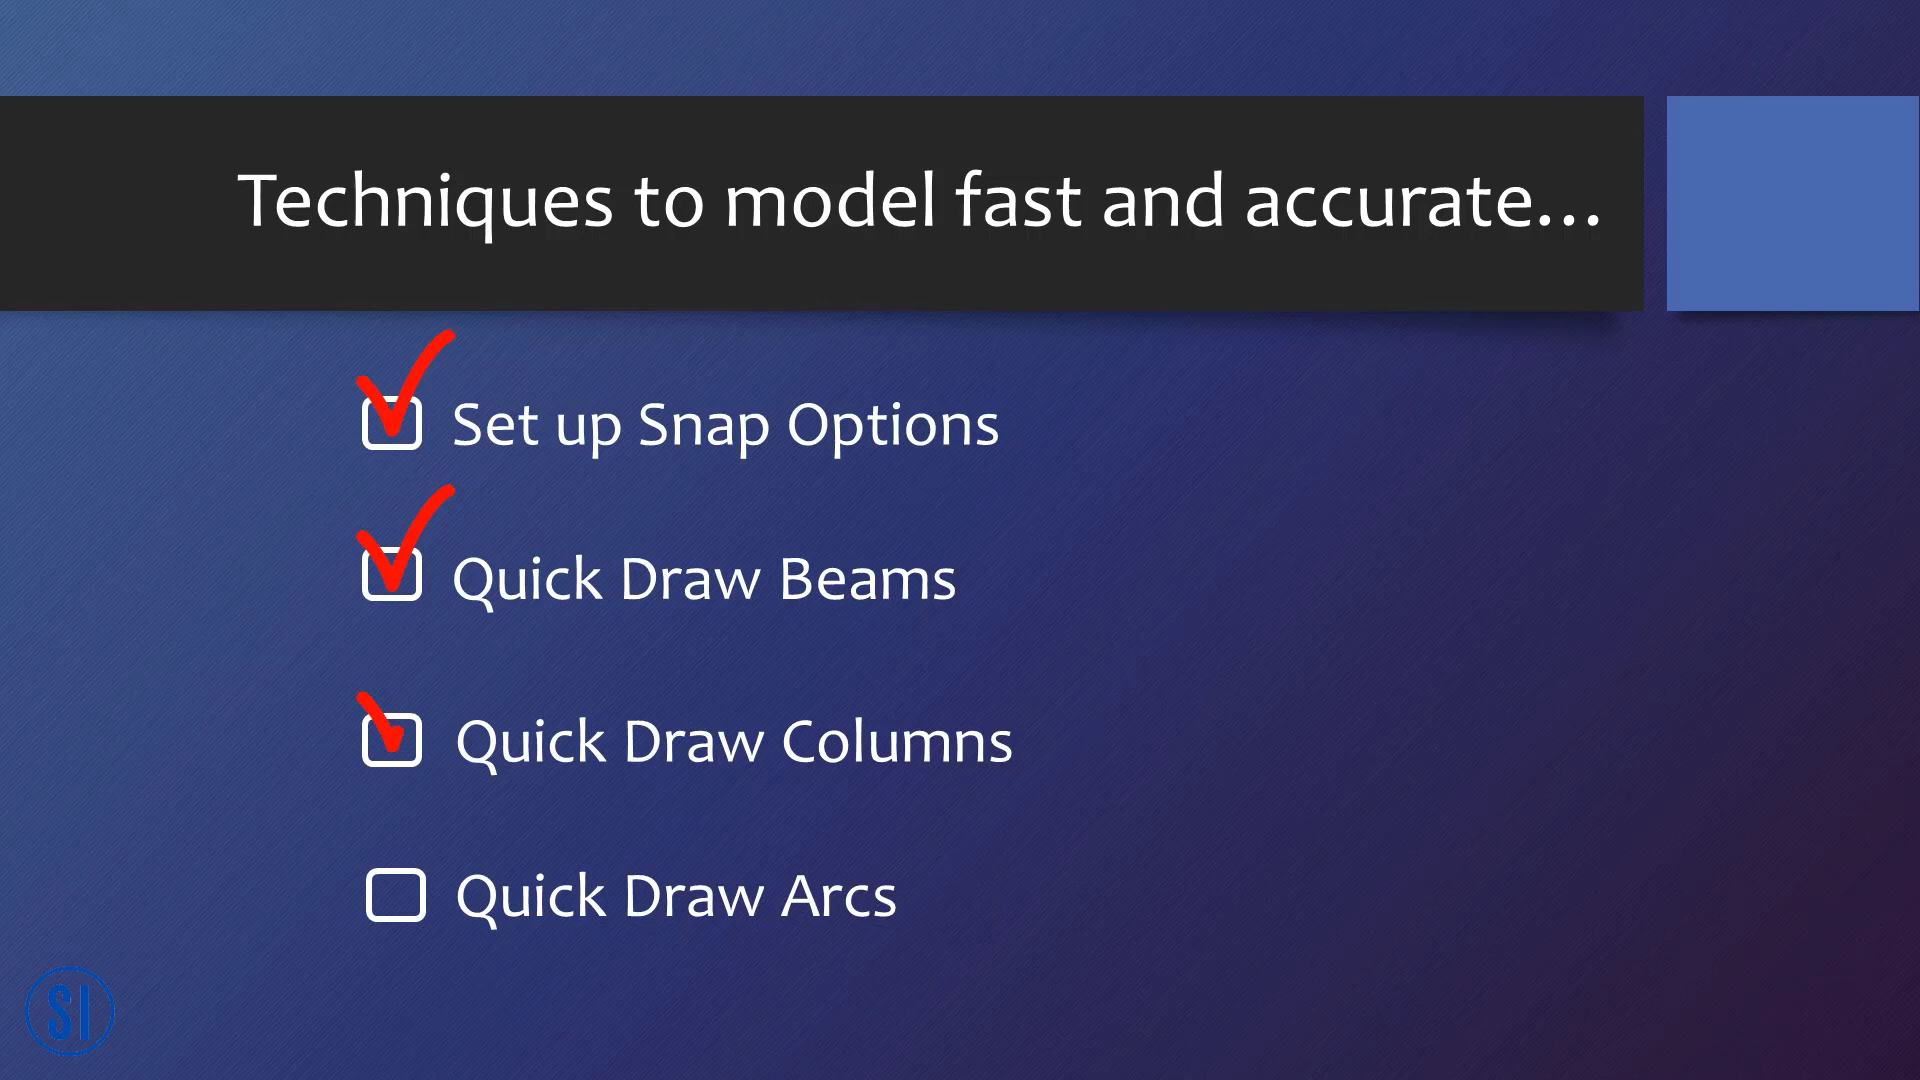 Techniques to model fast and accurate…
Set up Snap Options
Quick Draw Beams
Quick Draw Columns
Quick Draw Arcs
SI